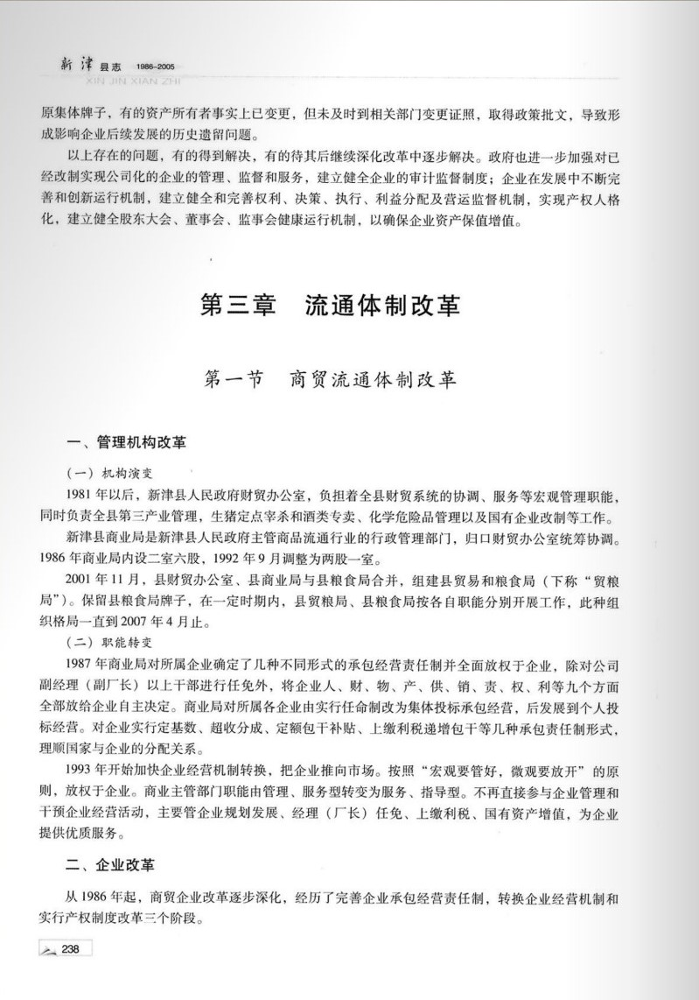 新津 县志 1986-2005
XIN JIN XIAN ZHI
原集体牌子，有的资产所有者事实上已变更，但未及时到相关部门变更证照，取得政策批文，导致形
成影响企业后续发展的历史遗留问题。
以上存在的问题，有的得到解决，有的待其后继续深化改革中逐步解决。政府也进一步加强对已
经改制实现公司化的企业的管理、监督和服务，建立健全企业的审计监督制度；企业在发展中不断完
善和创新运行机制，建立健全和完善权利、决策、执行、利益分配及营运监督机制，实现产权人格
化，建立健全股东大会、董事会、监事会健康运行机制，以确保企业资产保值增值。
第三章 流通体制改革
第一节 商贸流通体制改革
一、管理机构改革
（一）机构演变
1981 年以后，新津县人民政府财贸办公室，负担着全县财贸系统的协调、服务等宏观管理职能，
同时负责全县第三产业管理，生猪定点宰杀和酒类专卖、化学危险品管理以及国有企业改制等工作。
新津县商业局是新津县人民政府主管商品流通行业的行政管理部门，归口财贸办公室统筹协调。
1986 年商业局内设二室六股，1992 年 9 月调整为两股一室。
2001 年 11 月，县财贸办公室、县商业局与县粮食局合并，组建县贸易和粮食局（下称“贸粮
局”）。保留县粮食局牌子，在一定时期内，县贸粮局、县粮食局按各自职能分别开展工作，此种组
织格局一直到 2007 年 4 月止。
（二）职能转变
1987 年商业局对所属企业确定了几种不同形式的承包经营责任制并全面放权于企业，除对公司
副经理（副厂长）以上干部进行任免外，将企业人、财、物、产、供、销、责、权、利等九个方面
全部放给企业自主决定。商业局对所属各企业由实行任命制改为集体投标承包经营，后发展到个人投
标经营。对企业实行定基数、超收分成、定额包干补贴、上缴利税递增包干等几种承包责任制形式，
理顺国家与企业的分配关系。
1993 年开始加快企业经营机制转换，把企业推向市场。按照“宏观要管好，微观要放开”的原
则，放权于企业。商业主管部门职能由管理、服务型转变为服务、指导型。不再直接参与企业管理和
干预企业经营活动，主要管企业规划发展、经理（厂长）任免、上缴利税、国有资产增值，为企业
提供优质服务。
二、企业改革
从 1986 年起，商贸企业改革逐步深化，经历了完善企业承包经营责任制，转换企业经营机制和
实行产权制度改革三个阶段。
238